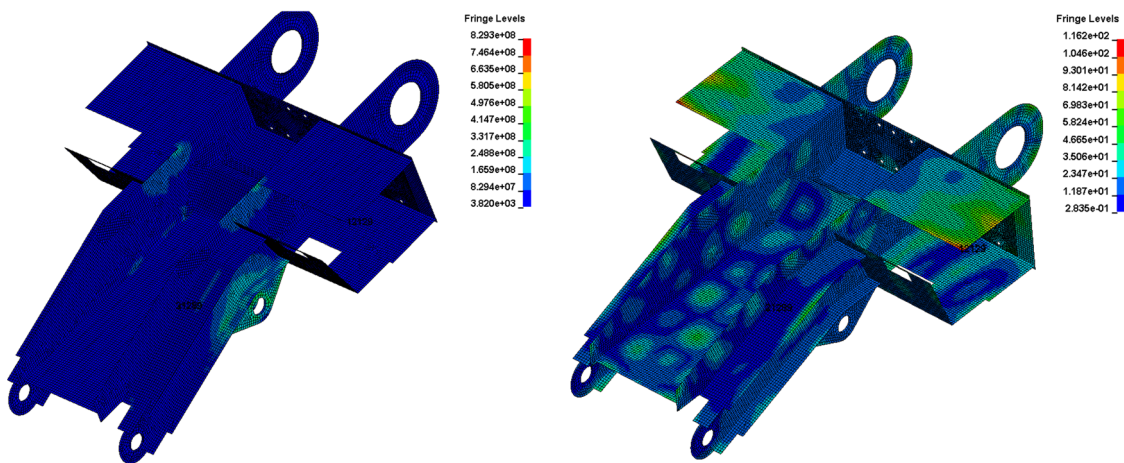 Fringe Levels
8.293e+08
7.464e+08
6.635e+08
5.805e+08
4.976e+08
4.147e+08
3.317e+08
2.488e+08
1.659e+08
8.294e+07
3.820e+03
Fringe Levels
1.162e+02
1.046e+02
9.301e+01
8.142e+01
6.983e+01
5.824e+01
4.665e+01
3.506e+01
2.347e+01
1.187e+01
2.835e-01